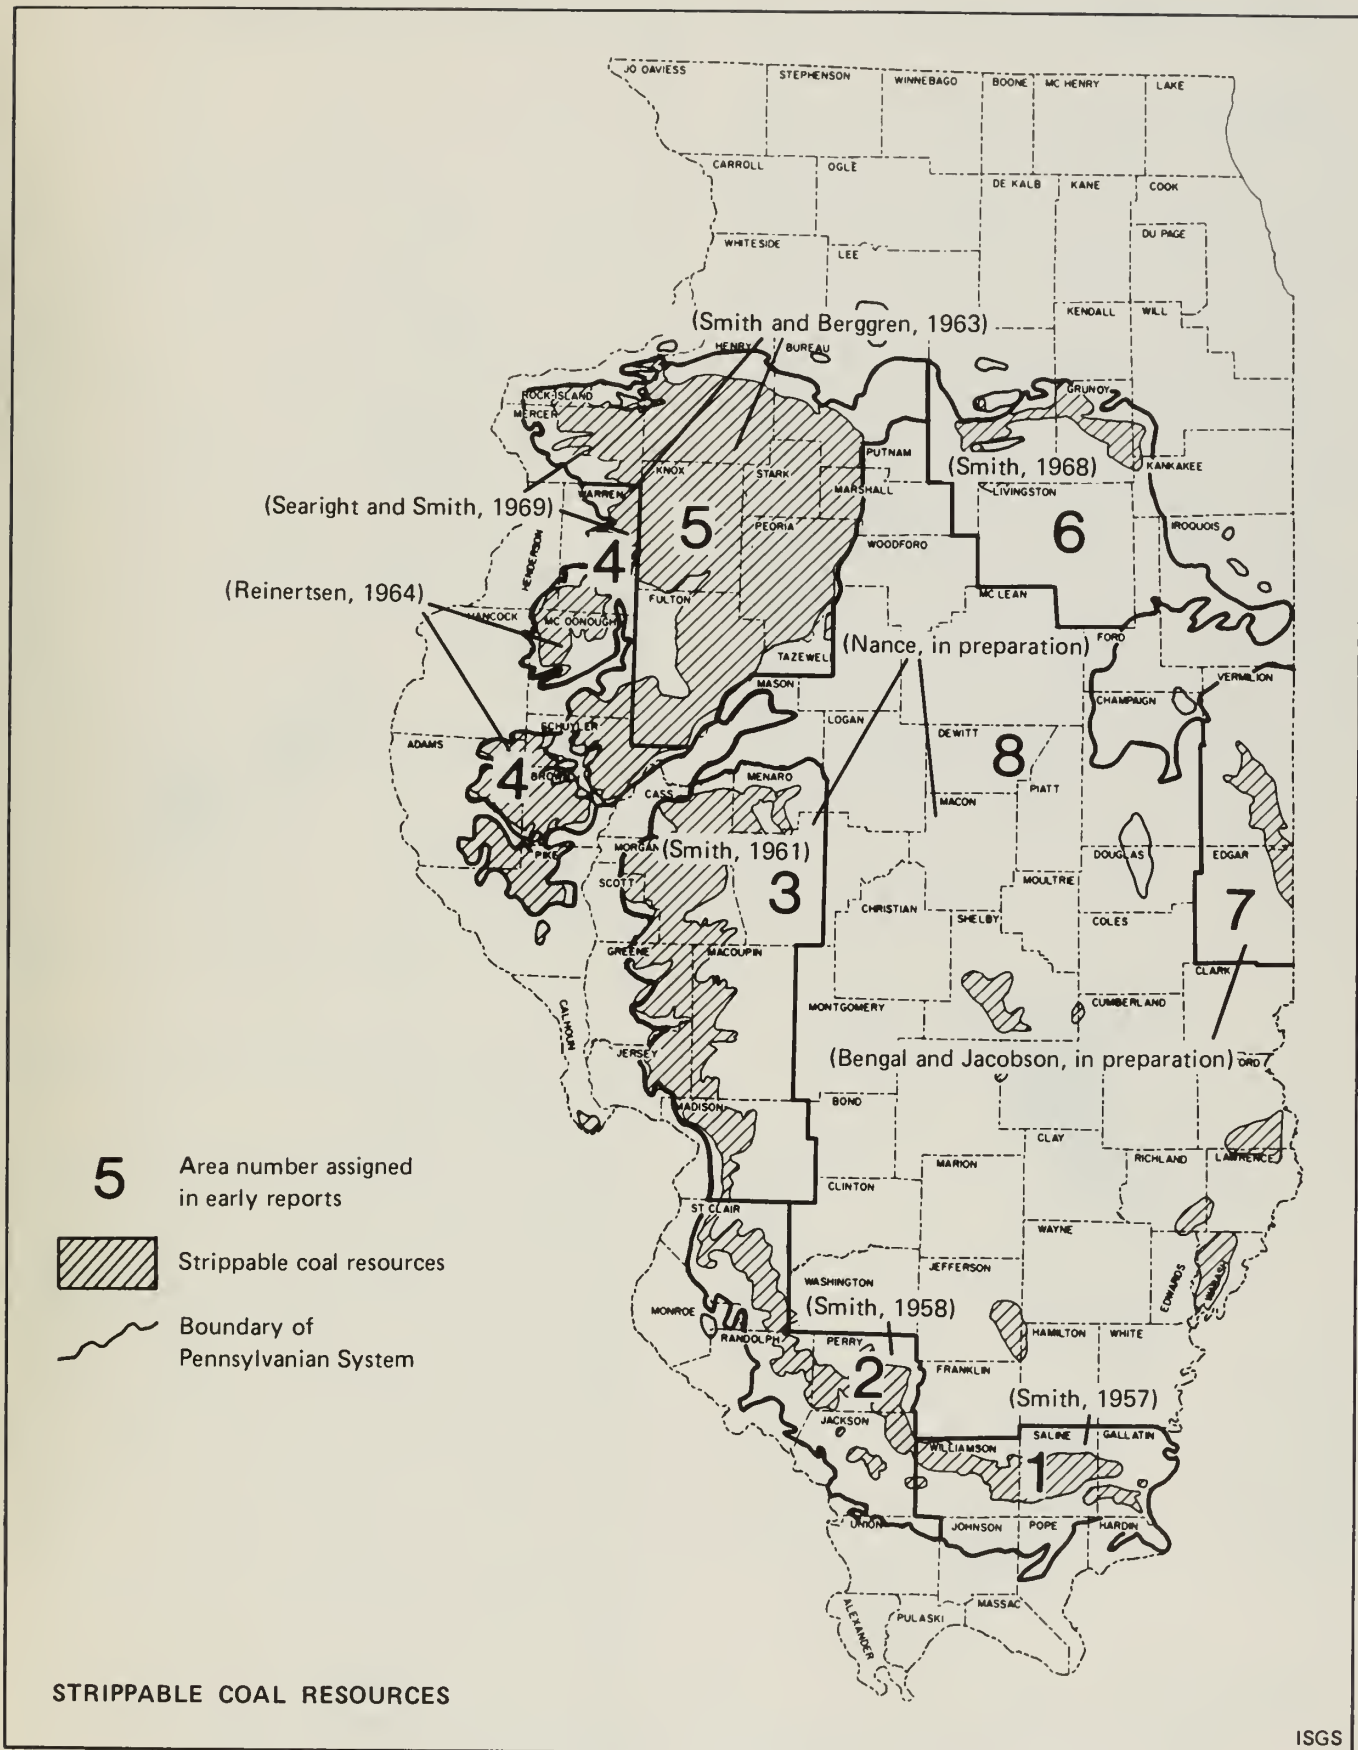 JO DAVIESS
STEPHENSON
WINNEBAGO
BOONE
MC HENRY
LAKE
CARROLL
OGLE
DE KALB
KANE
COOK
DU PAGE
WHITESIDE
LEE
KENDALL
WILL
(Smith and Berggren, 1963)
HENRY
BUREAU
GRUNDY
ROCK ISLAND
MERCER
PUTNAM
(Smith, 1968)
KANKAKEE
KNOX
STARK
MARSHALL
LIVINGSTON
WARREN
(Searight and Smith, 1969)
5
PEORIA
6
IROQUOIS
WOODFORD
HENDERSON
4
(Reinertsen, 1964)
FULTON
MC LEAN
HANCOCK
MC DONOUGH
FORD
(Nance, in preparation)
TAZEWEL
MASON
VERMILION
CHAMPAIGN
LOGAN
SCHUYLER
DEWITT
ADAMS
8
4
BROWN
MENARD
CASS
PIATT
MACON
MORGAN
(Smith, 1961)
PIKE
DOUGLAS
EDGAR
SCOTT
3
MOULTRIE
7
CHRISTIAN
SHELBY
COLES
GREENE
MACOUPIN
CLARK
CALHOUN
MONTGOMERY
CUMBERLAND
JERSEY
(Bengal and Jacobson, in preparation)
ORD
MADISON
BOND
CLAY
RICHLAND
LAWRENCE
MARION
CLINTON
5
Area number assigned
in early reports
ST CLAIR
WAYNE
Strippable coal resources
JEFFERSON
WASHINGTON
EDWARDS
WABASH
MONROE
(Smith, 1958)
Boundary of
Pennsylvanian System
RANDOLPH
PERRY
HAMILTON
WHITE
2
FRANKLIN
(Smith, 1957)
JACKSON
WILLIAMSON
SALINE
GALLATIN
1
UNION
JOHNSON
POPE
HARDIN
ALEXANDER
PULASKI
MASSAC
STRIPPABLE COAL RESOURCES
ISGS